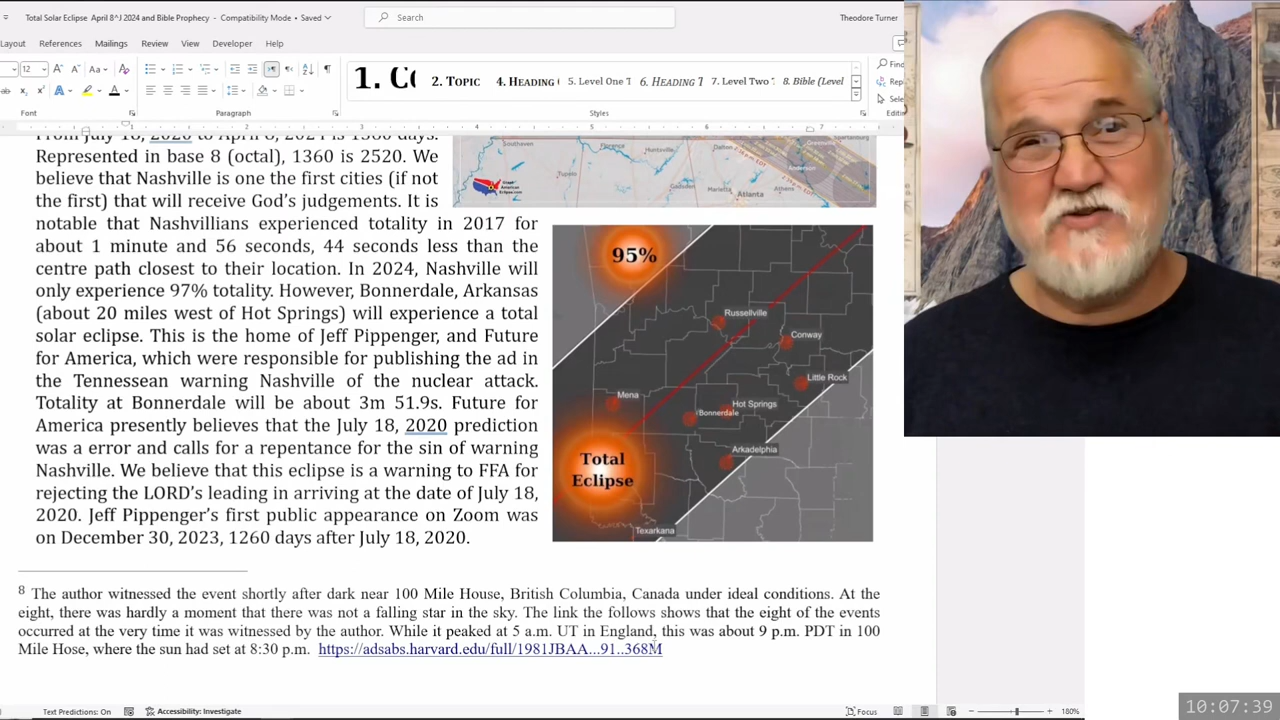 Total Solar Eclipse April 8^J 2024 and Bible Prophecy - Compatibility Mode • Saved
Search
Theodore Turner
Layout References Mailings Review View Developer Help
12
Aa
1. Co
2. Topic
4. Heading
5. Level One T
6. Heading T
7. Level Two T
8. Bible (Level
Find
Rep
Sele
Font
Paragraph
Styles
Editin
Represented in base 8 (octal), 1360 is 2520. We
believe that Nashville is one the first cities (if not
the first) that will receive God's judgements. It is
notable that Nashvillians experienced totality in 2017 for
about 1 minute and 56 seconds, 44 seconds less than the
centre path closest to their location. In 2024, Nashville will
only experience 97% totality. However, Bonnerdale, Arkansas
(about 20 miles west of Hot Springs) will experience a total
solar eclipse. This is the home of Jeff Pippenger, and Future
for America, which were responsible for publishing the ad in
the Tennessean warning Nashville of the nuclear attack.
Totality at Bonnerdale will be about 3m 51.9s. Future for
America presently believes that the July 18, 2020 prediction
was a error and calls for a repentance for the sin of warning
Nashville. We believe that this eclipse is a warning to FFA for
rejecting the LORD's leading in arriving at the date of July 18,
2020. Jeff Pippenger's first public appearance on Zoom was
on December 30, 2023, 1260 days after July 18, 2020.
Huntsville
Tupelo
Gadsden
Marietta
Atlanta
Athens
Anderson
95%
Russellville
Conway
Little Rock
Mena
Hot Springs
Bonnerdale
Arkadelphia
Total
Eclipse
Texarkana
8 The author witnessed the event shortly after dark near 100 Mile House, British Columbia, Canada under ideal conditions. At the
eight, there was hardly a moment that there was not a falling star in the sky. The link the follows shows that the eight of the events
occurred at the very time it was witnessed by the author. While it peaked at 5 a.m. UT in England, this was about 9 p.m. PDT in 100
Mile Hose, where the sun had set at 8:30 p.m. https://adsabs.harvard.edu/full/1981JBAA...91..368M
Text Predictions: On
Accessibility: Investigate
Focus
180%
10:07:39